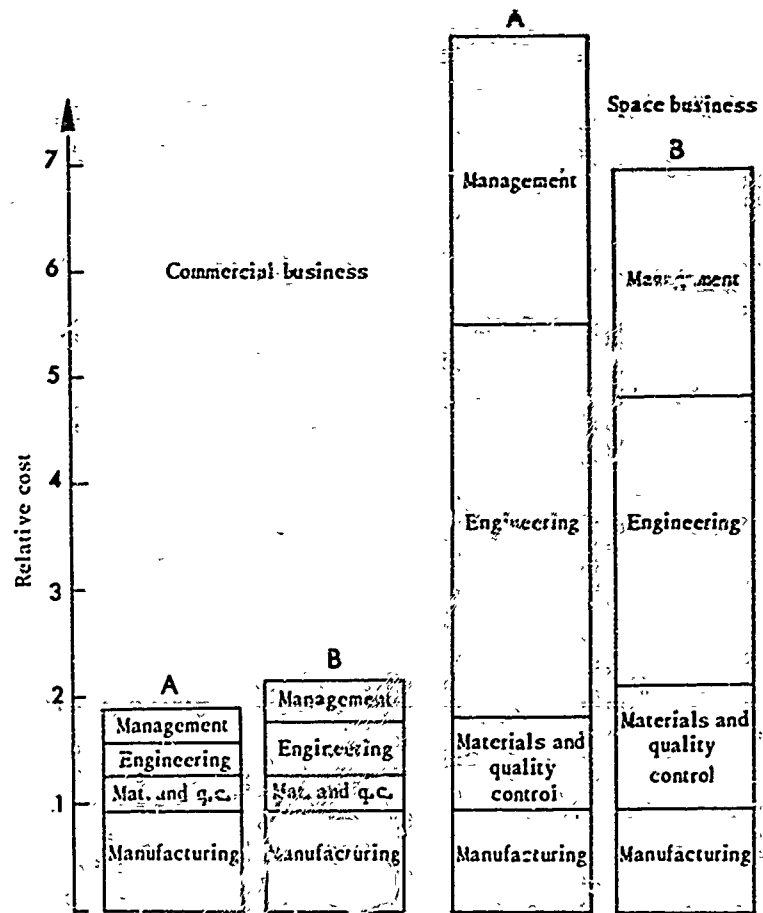 A
Space business
B
7
Management
6
Commercial business
Management
5
4
Engineering
Engineering
Relative cost
3
A
B
2
Management
Management
Engineering
Engineering
Materials and
quality
control
Materials and
quality
control
Mat. and q.c.
Mat. and q.c.
1
Manufacturing
Manufacturing
Manufacturing
Manufacturing